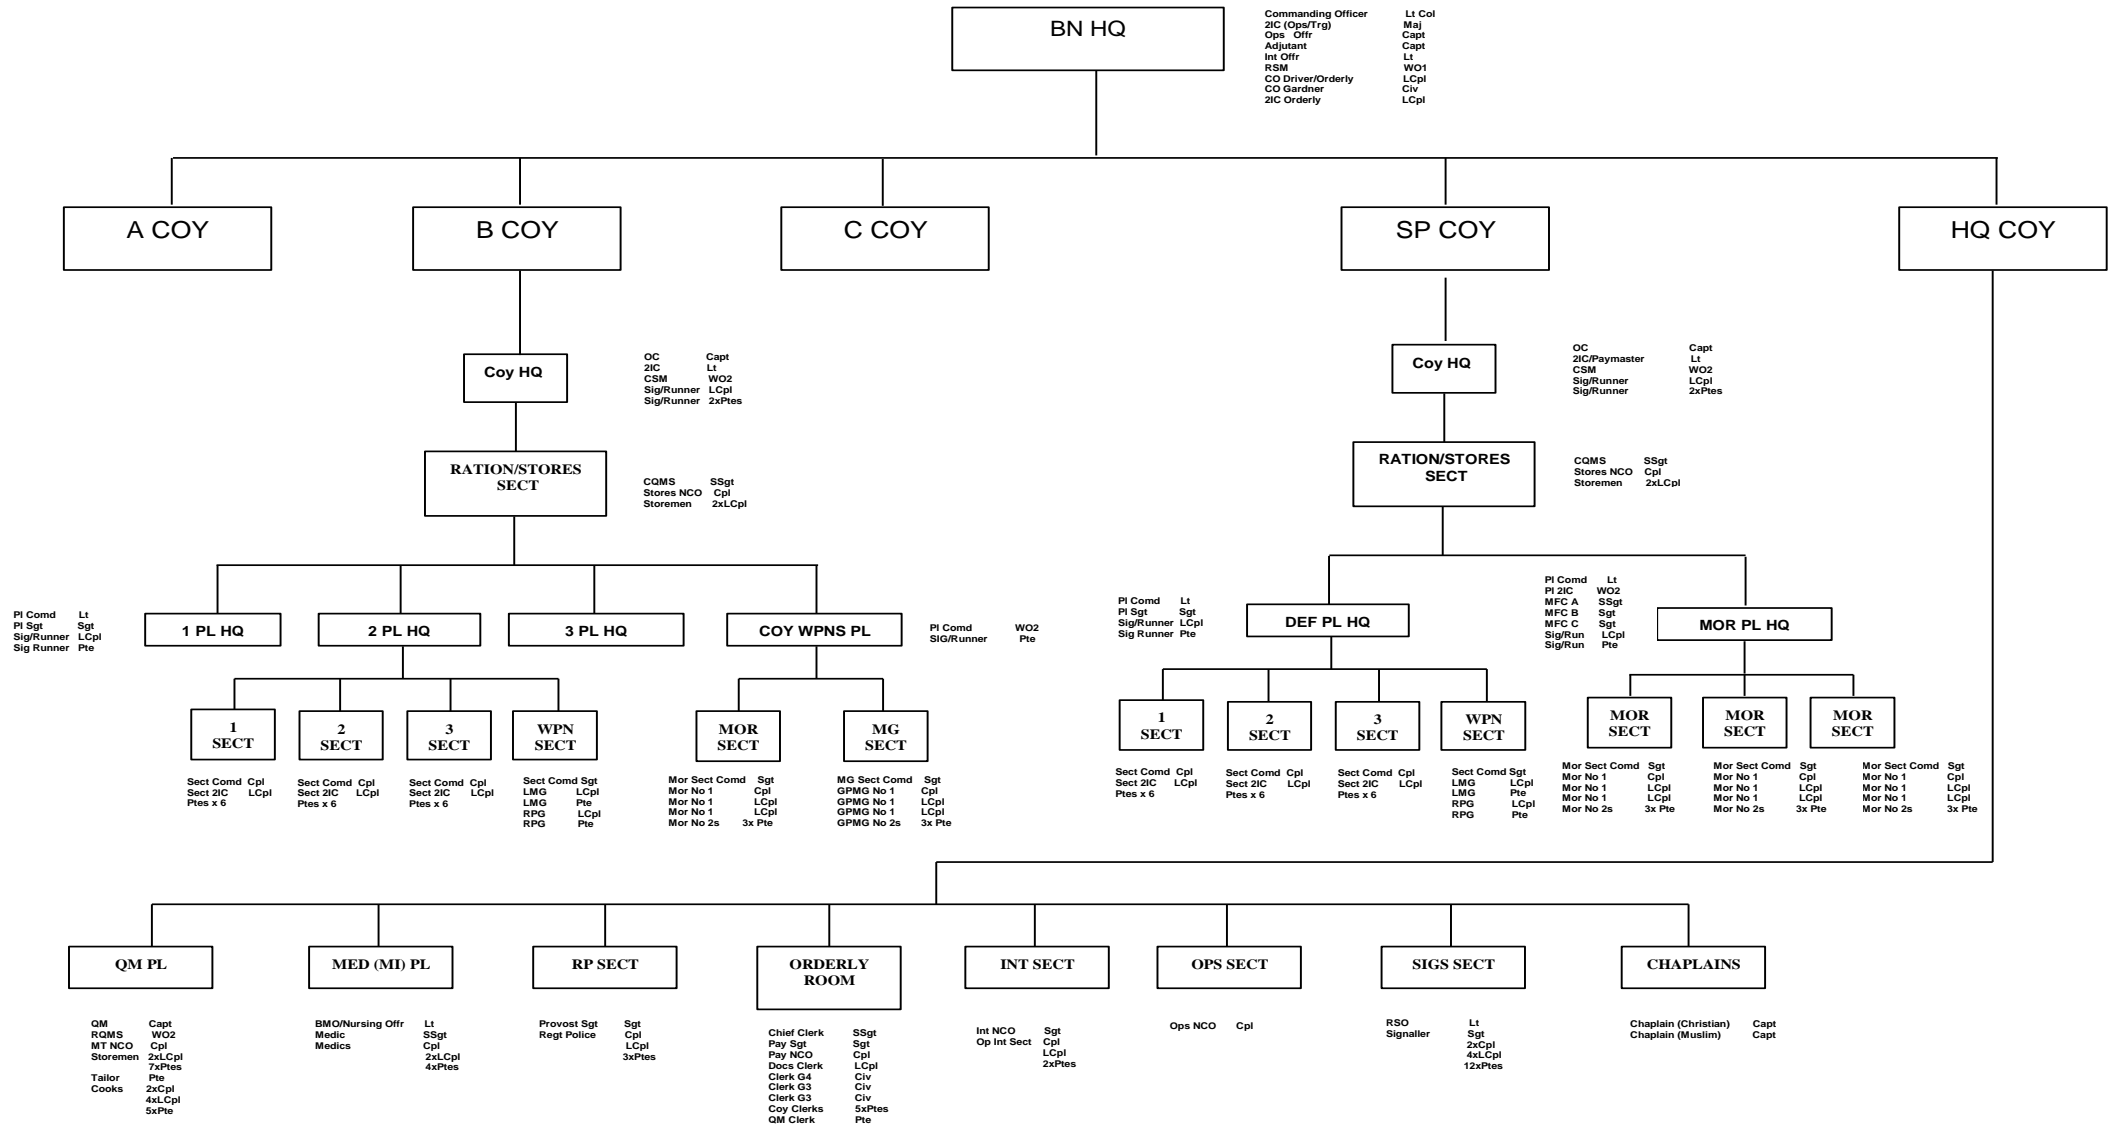 BN HQ
Commanding Officer Lt Col
2IC (Ops/Trg) Maj
Ops Offr Capt
Adjutant Capt
Int Offr Lt
RSM WO1
CO Driver/Orderly LCpl
CO Gardner Civ
2IC Orderly LCpl
A COY
B COY
C COY
SP COY
HQ COY
Coy HQ
OC Capt
2IC Lt
CSM WO2
Sig/Runner LCpl
Sig/Runner 2xPtes
RATION/STORES
SECT
CQMS SSgt
Stores NCO Cpl
Storemen 2xLCpl
Pl Comd Lt
Pl Sgt Sgt
Sig/Runner LCpl
Sig Runner Pte
1 PL HQ
2 PL HQ
3 PL HQ
COY WPNS PL
Pl Comd WO2
SIG/Runner Pte
1
SECT
2
SECT
3
SECT
WPN
SECT
MOR
SECT
MG
SECT
Sect Comd Cpl
Sect 2IC LCpl
Ptes x 6
Sect Comd Cpl
Sect 2IC LCpl
Ptes x 6
Sect Comd Cpl
Sect 2IC LCpl
Ptes x 6
Sect Comd Sgt
LMG LCpl
LMG Pte
RPG LCpl
RPG Pte
Mor Sect Comd Sgt
Mor No 1 Cpl
Mor No 1 LCpl
Mor No 1 LCpl
Mor No 2s 3x Pte
MG Sect Comd Sgt
GPMG No 1 Cpl
GPMG No 1 LCpl
GPMG No 1 LCpl
GPMG No 2s 3x Pte
Coy HQ
OC Capt
2IC/Paymaster Lt
CSM WO2
Sig/Runner LCpl
Sig/Runner 2xPtes
RATION/STORES
SECT
CQMS SSgt
Stores NCO Cpl
Storemen 2xLCpl
Pl Comd Lt
Pl Sgt Sgt
Sig/Runner LCpl
Sig Runner Pte
DEF PL HQ
Pl Comd Lt
Pl 2IC WO2
MFC A SSgt
MFC B Sgt
MFC C Sgt
Sig/Run LCpl
Sig/Run Pte
MOR PL HQ
1
SECT
2
SECT
3
SECT
WPN
SECT
MOR
SECT
MOR
SECT
MOR
SECT
Sect Comd Cpl
Sect 2IC LCpl
Ptes x 6
Sect Comd Cpl
Sect 2IC LCpl
Ptes x 6
Sect Comd Cpl
Sect 2IC LCpl
Ptes x 6
Sect Comd Sgt
LMG LCpl
LMG Pte
RPG LCpl
RPG Pte
Mor Sect Comd Sgt
Mor No 1 Cpl
Mor No 1 LCpl
Mor No 1 LCpl
Mor No 2s 3x Pte
Mor Sect Comd Sgt
Mor No 1 Cpl
Mor No 1 LCpl
Mor No 1 LCpl
Mor No 2s 3x Pte
Mor Sect Comd Sgt
Mor No 1 Cpl
Mor No 1 LCpl
Mor No 1 LCpl
Mor No 2s 3x Pte
QM PL
MED (MI) PL
RP SECT
ORDERLY
ROOM
INT SECT
OPS SECT
SIGS SECT
CHAPLAINS
QM Capt
RQMS WO2
MT NCO Cpl
Storemen 2xLCpl
7xPtes
Tailor Pte
Cooks 2xCpl
4xLCpl
5xPte
BMO/Nursing Offr Lt
Medic SSgt
Medics Cpl
2xLCpl
4xPtes
Provost Sgt Sgt
Regt Police Cpl
LCpl
3xPtes
Chief Clerk SSgt
Pay Sgt Sgt
Pay NCO Cpl
Docs Clerk LCpl
Clerk G4 Civ
Clerk G3 Civ
Clerk G3 Civ
Coy Clerks 5xPtes
QM Clerk Pte
Int NCO Sgt
Op Int Sect Cpl
LCpl
2xPtes
Ops NCO Cpl
RSO Lt
Signaller Sgt
2xCpl
4xLCpl
12xPtes
Chaplain (Christian) Capt
Chaplain (Muslim) Capt